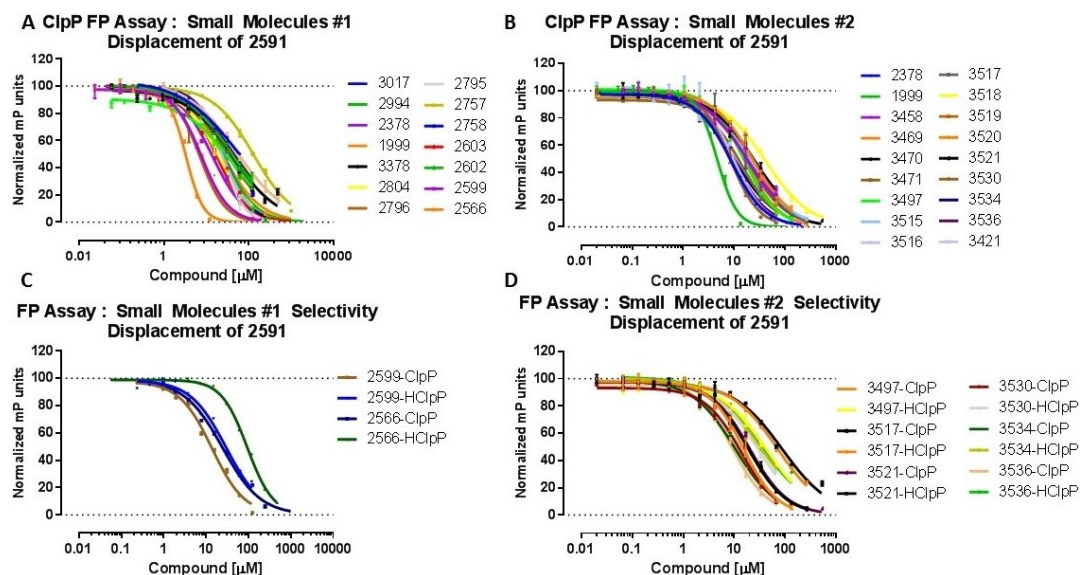 A ClpP FP Assay : Small Molecules #1
Displacement of 2591
Normalized mP units
120
100
80
60
40
20
0
0.01 0.1 1 10 100 1000 10000
Compound [µM]
3017 2795
2994 2757
2378 2758
1999 2603
3378 2602
2804 2599
2796 2566
B ClpP FP Assay : Small Molecules #2
Displacement of 2591
Normalized mP units
120
100
80
60
40
20
0
0.01 0.1 1 10 100 1000
Compound [µM]
2378 3517
1999 3518
3458 3519
3469 3520
3470 3521
3471 3530
3497 3534
3515 3536
3516 3421
C
FP Assay : Small Molecules #1 Selectivity
Displacement of 2591
Normalized mP units
120
100
80
60
40
20
0
0.01 0.1 1 10 100 1000 10000
Compound [µM]
2599-ClpP
2599-HClpP
2566-ClpP
2566-HClpP
D
FP Assay : Small Molecules #2 Selectivity
Displacement of 2591
Normalized mP units
120
100
80
60
40
20
0
0.01 0.1 1 10 100 1000
Compound [µM]
3497-ClpP 3530-ClpP
3497-HClpP 3530-HClpP
3517-ClpP 3534-ClpP
3517-HClpP 3534-HClpP
3521-ClpP 3536-ClpP
3521-HClpP 3536-HClpP